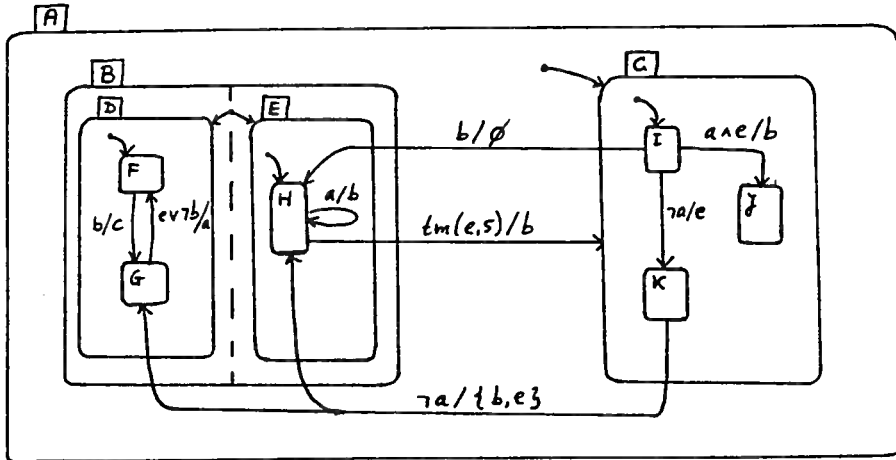 A
B
C
D
E
b/ø
I
a∧e/b
F
H
a/b
J
b/c
e∨¬b/a
tm(e,5)/b
¬a/e
G
K
¬a/{b,e}